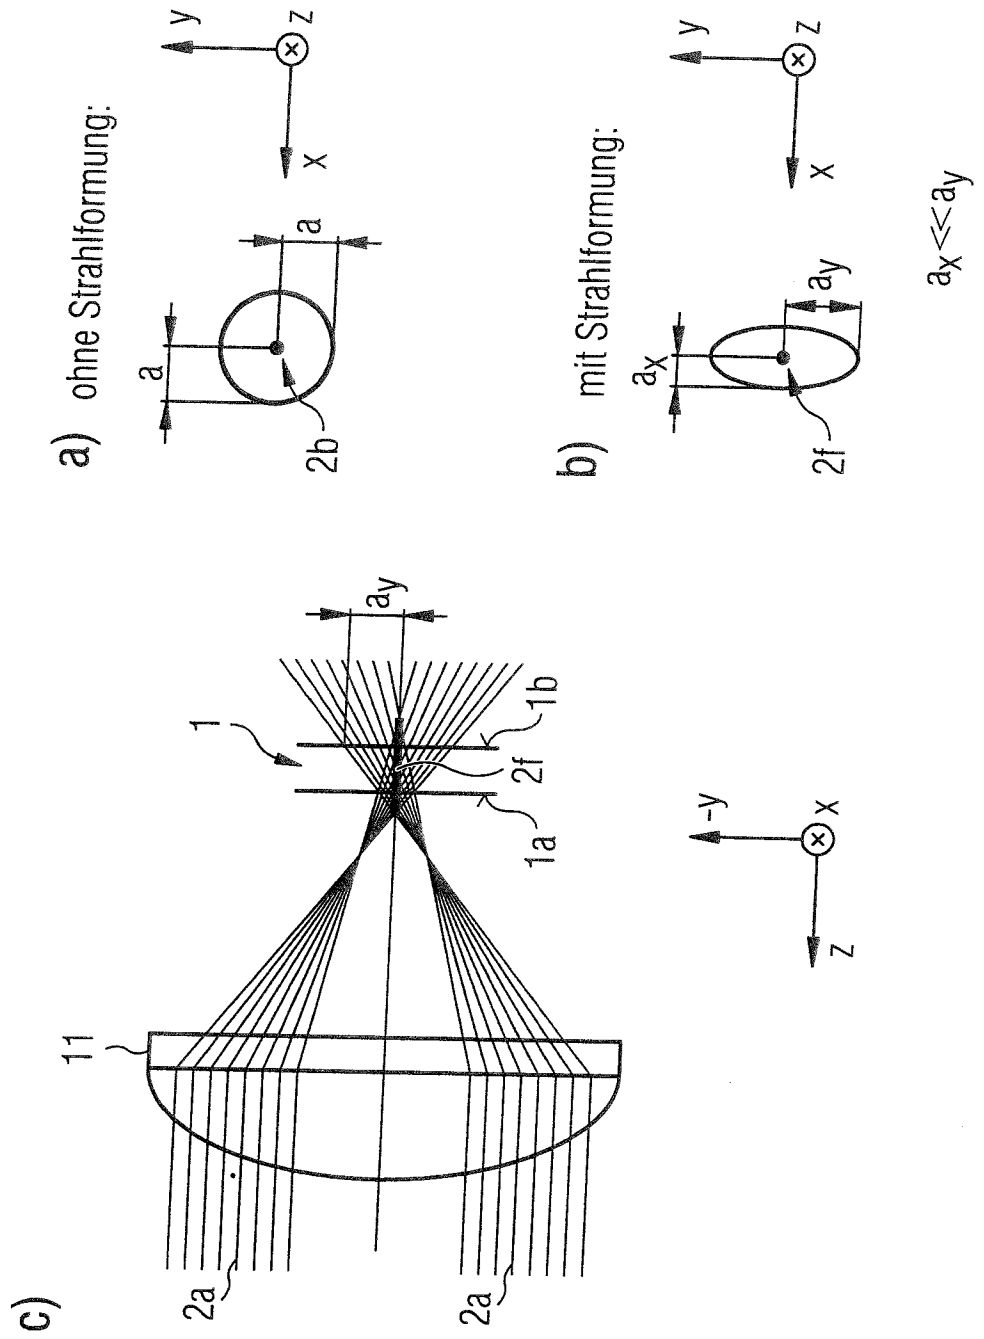 a) ohne Strahlformung:
a
a
2b
y
z
x
b) mit Strahlformung:
ax
ay
2f
y
z
x
ax<<ay
c)
11
2a
2a
1
1a
1b
2f
ay
-y
x
z